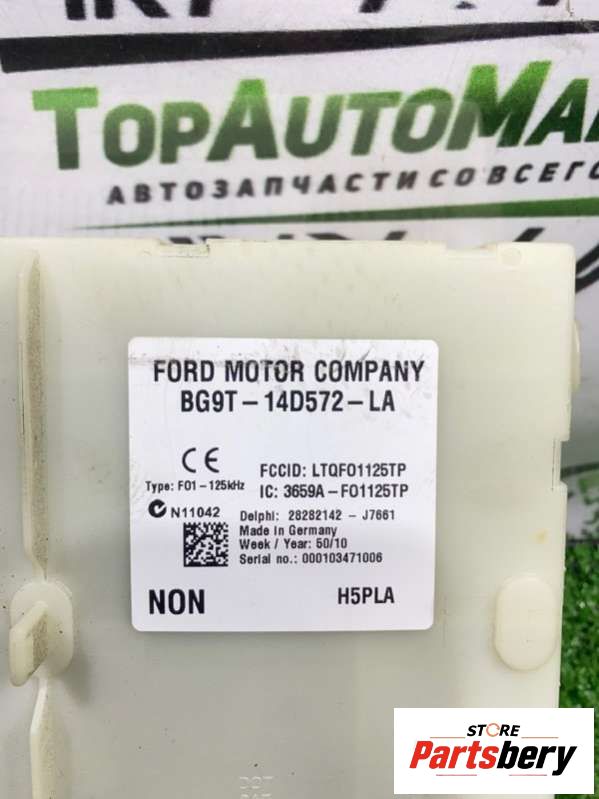 TOPAUTOMA
АВТОЗАПЧАСТИ СО ВСЕГО
FORD MOTOR COMPANY
BG9T-14D572-LA
CE
FCCID: LTQFO1125TP
Type: FO1-125kHz
IC: 3659A-FO1125TP
N11042
Delphi: 28282142 - J7661
Made in Germany
Week / Year: 50/10
Serial no.: 000103471006
NON
H5PLA
STORE
Partsbery